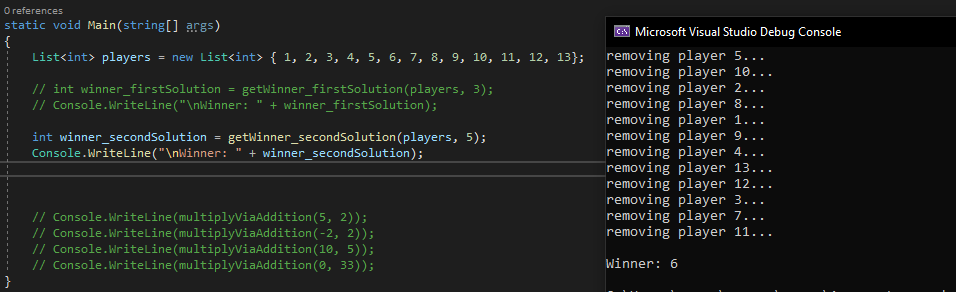 0 references
static void Main(string[] args)
{
List<int> players = new List<int> { 1, 2, 3, 4, 5, 6, 7, 8, 9, 10, 11, 12, 13};
// int winner_firstSolution = getWinner_firstSolution(players, 3);
// Console.WriteLine("\nWinner: " + winner_firstSolution);
int winner_secondSolution = getWinner_secondSolution(players, 5);
Console.WriteLine("\nWinner: " + winner_secondSolution);
// Console.WriteLine(multiplyViaAddition(5, 2));
// Console.WriteLine(multiplyViaAddition(-2, 2));
// Console.WriteLine(multiplyViaAddition(10, 5));
// Console.WriteLine(multiplyViaAddition(0, 33));
}
Microsoft Visual Studio Debug Console
removing player 5...
removing player 10...
removing player 2...
removing player 8...
removing player 1...
removing player 9...
removing player 4...
removing player 13...
removing player 12...
removing player 3...
removing player 7...
removing player 11...
Winner: 6